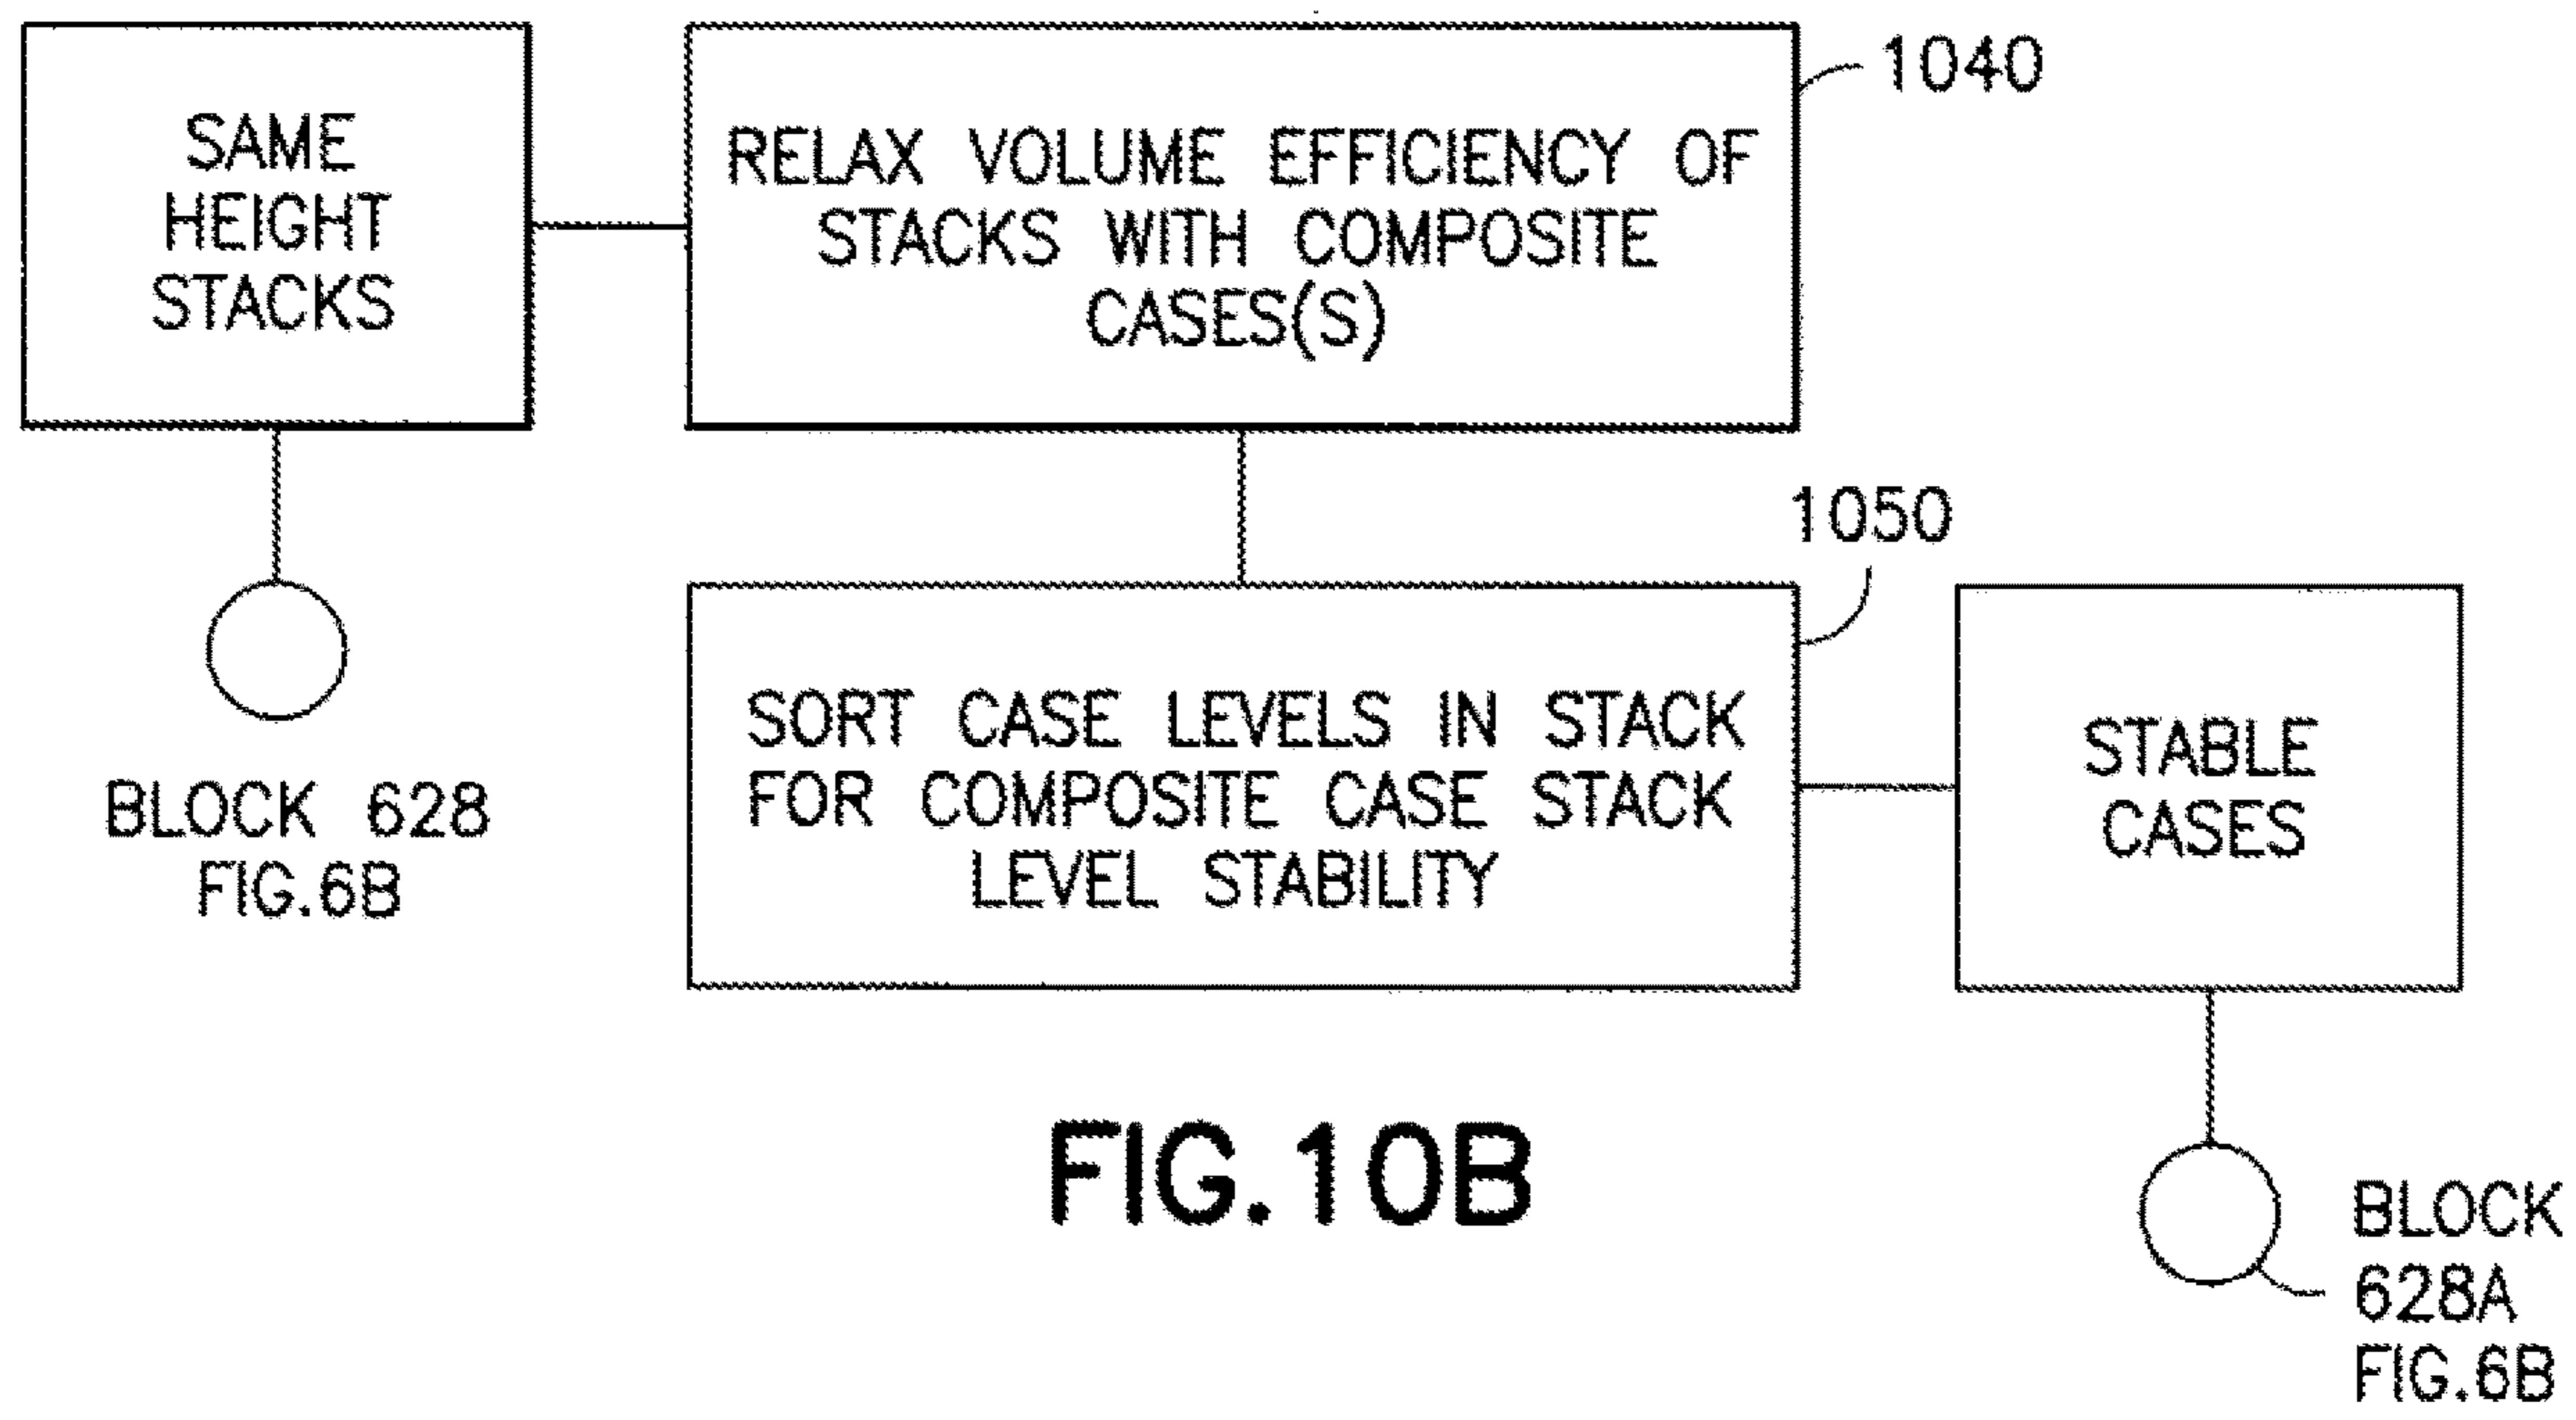 SAME
HEIGHT
STACKS
RELAX VOLUME EFFICIENCY OF
STACKS WITH COMPOSITE
CASES(S)
1040
BLOCK 628
FIG.6B
1050
SORT CASE LEVELS IN STACK
FOR COMPOSITE CASE STACK
LEVEL STABILITY
STABLE
CASES
BLOCK
628A
FIG.6B
FIG.10B